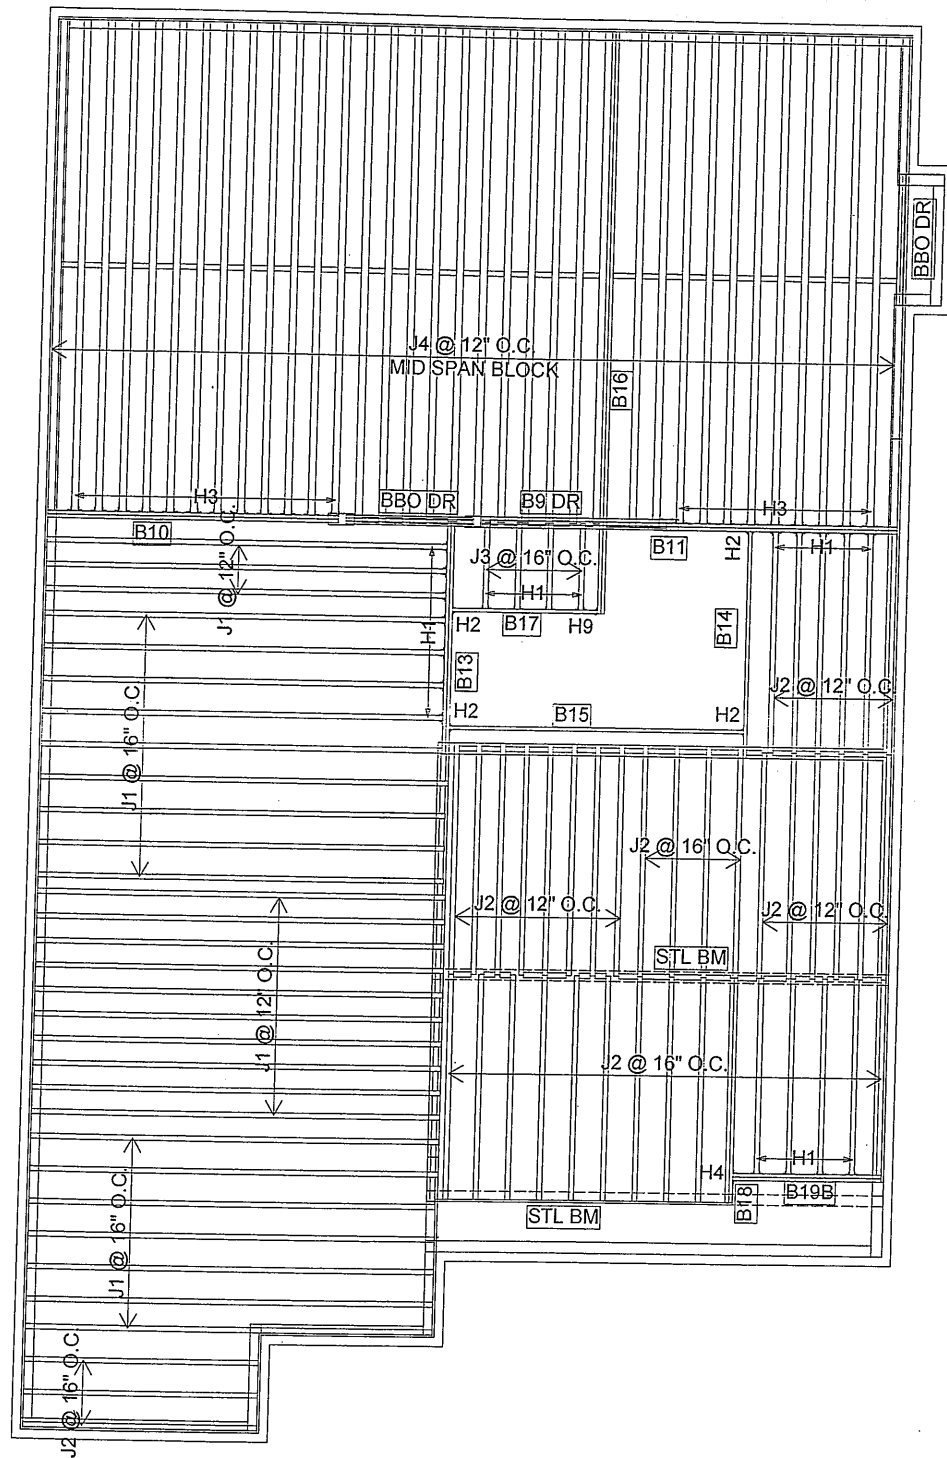 BBO DR
J4 @ 12" O.C.
MID SPAN BLOCK
B16
H3
BBO DR
B9 DR
H3
B10
J1 @ 12" O.C.
J3 @ 16" O.C.
B11
H2
H1
H1
H1
H2
B17
H9
B14
B13
J2 @ 12" O.C.
H2
B15
H2
J1 @ 16" O.C.
J2 @ 16" O.C.
J2 @ 12" O.C.
J2 @ 12" O.C.
STL BM
J1 @ 12" O.C.
J2 @ 16" O.C.
H1
H4
B18
B19B
STL BM
J1 @ 16" O.C.
J2 @ 16" O.C.